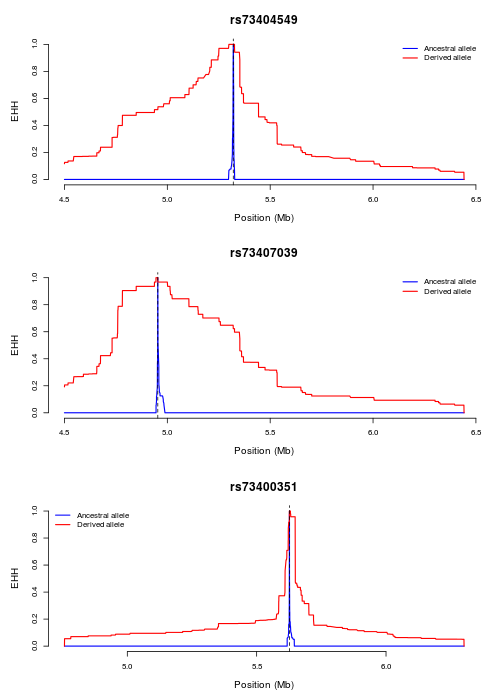 rs73404549
EHH
1.0
0.8
0.6
0.4
0.2
0.0
Ancestral allele
Derived allele
4.5 5.0 5.5 6.0 6.5
Position (Mb)
rs73407039
EHH
1.0
0.8
0.6
0.4
0.2
0.0
Ancestral allele
Derived allele
4.5 5.0 5.5 6.0 6.5
Position (Mb)
rs73400351
EHH
1.0
0.8
0.6
0.4
0.2
0.0
Ancestral allele
Derived allele
5.0 5.5 6.0
Position (Mb)